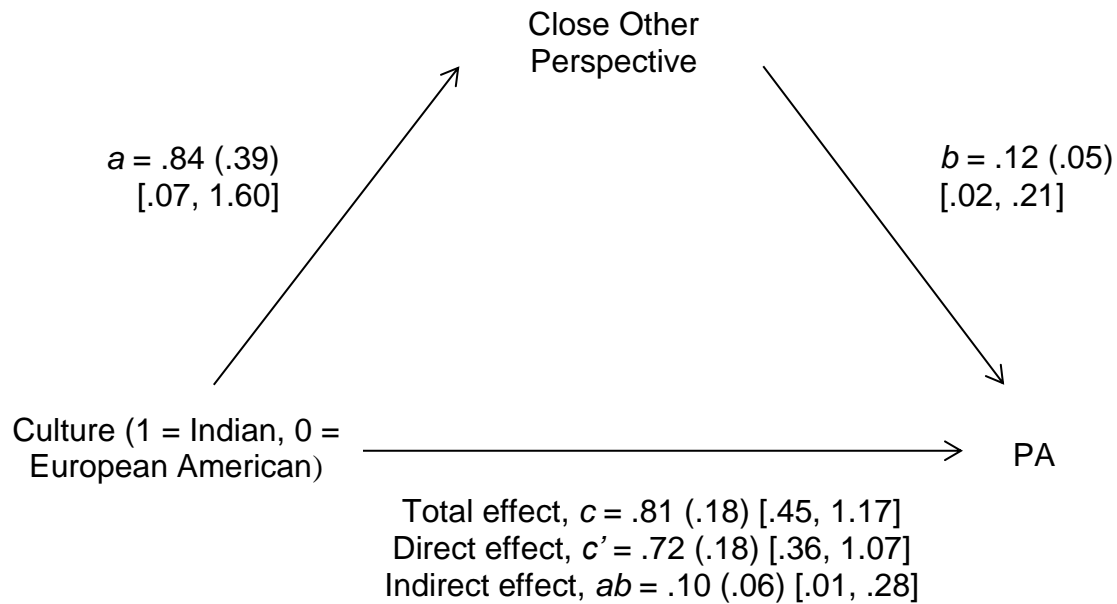 Close Other
Perspective
a = .84 (.39)
[.07, 1.60]
b = .12 (.05)
[.02, .21]
Culture (1 = Indian, 0 =
European American)
PA
Total effect, c = .81 (.18) [.45, 1.17]
Direct effect, c’ = .72 (.18) [.36, 1.07]
Indirect effect, ab = .10 (.06) [.01, .28]